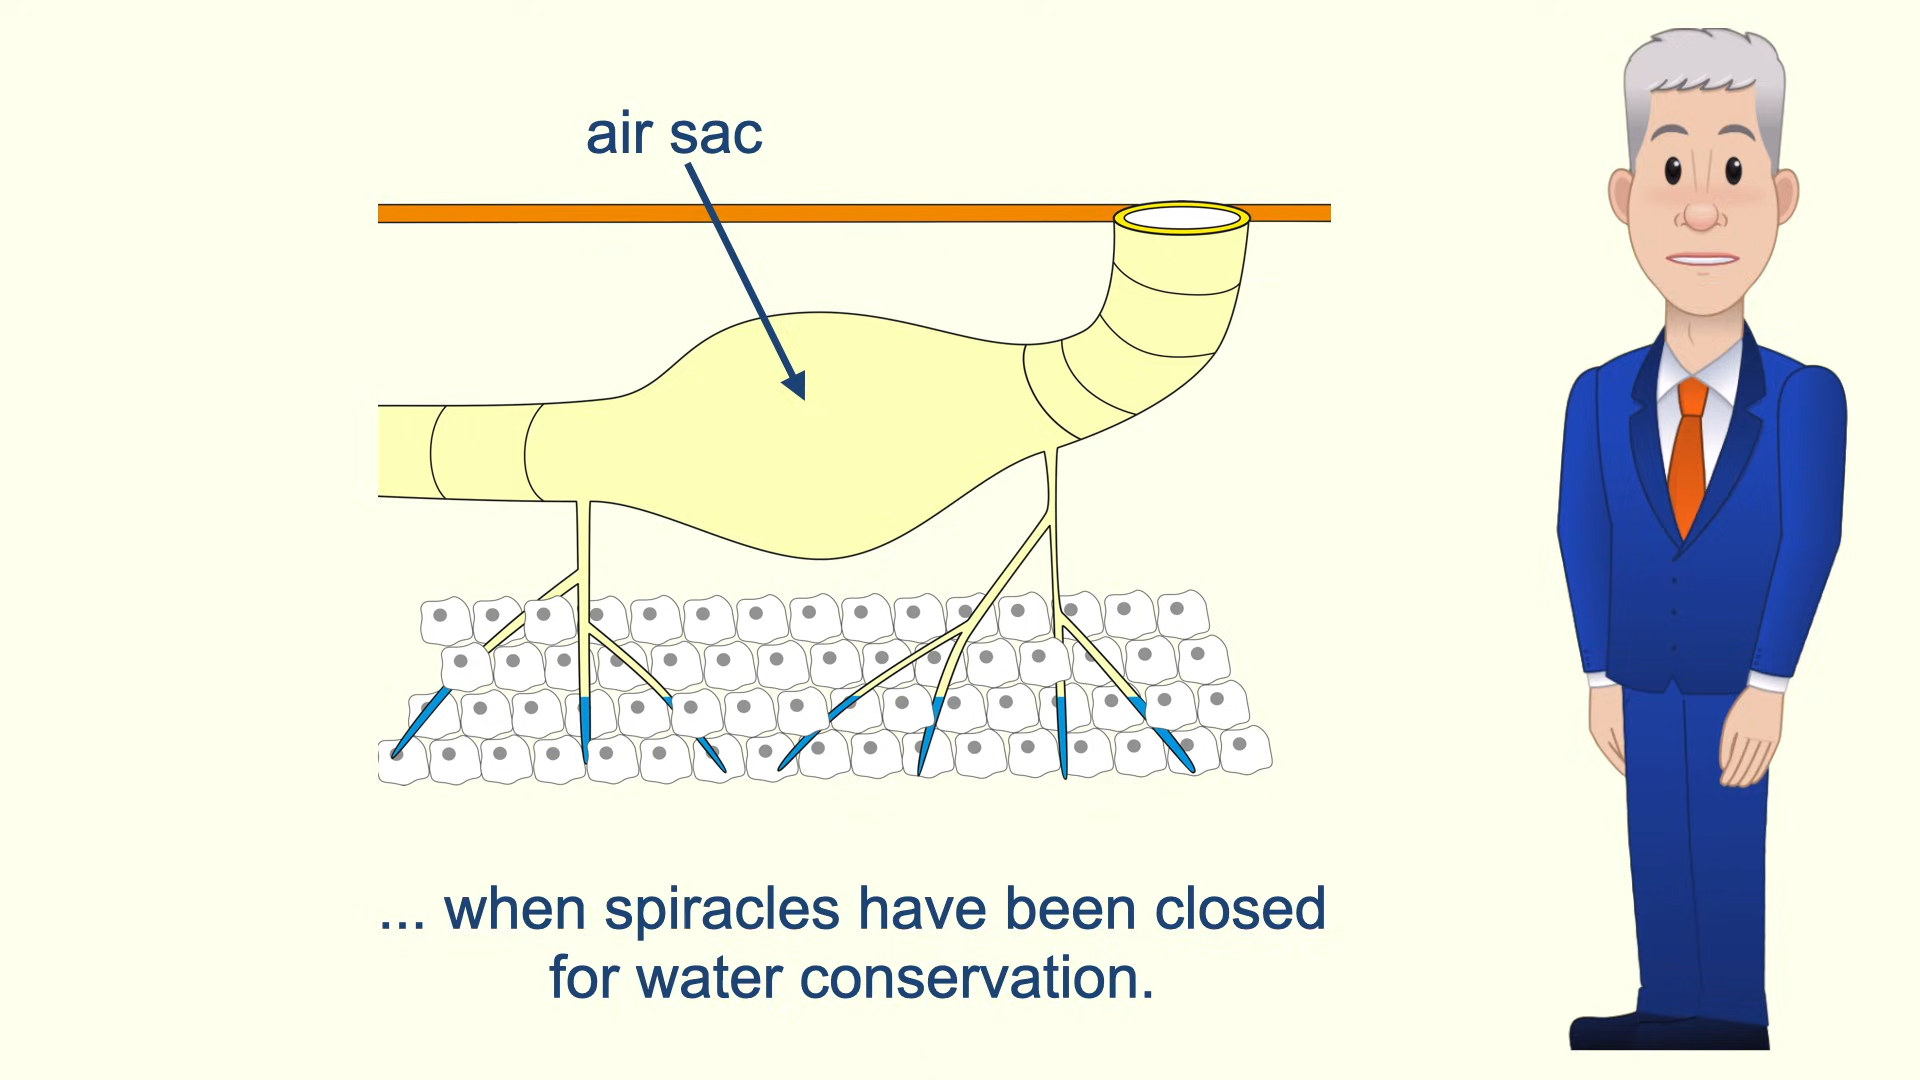 air sac
... when spiracles have been closed
for water conservation.